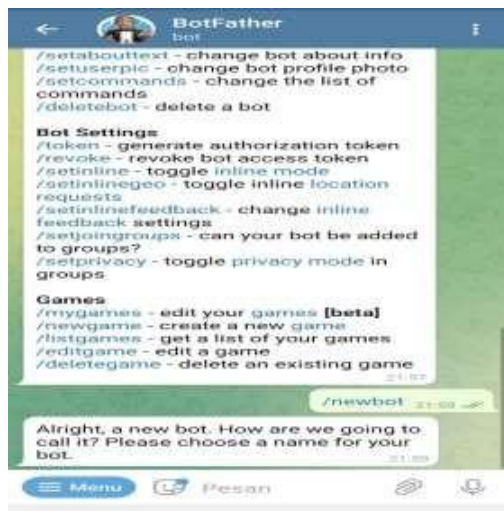 BotFather
bot
/setabouttext - change bot about info
/setuserpic - change bot profile photo
/setcommands - change the list of
commands
/deletebot - delete a bot
Bot Settings
/token - generate authorization token
/revoke - revoke bot access token
/setinline - toggle inline mode
/setinlinegeo - toggle inline location
requests
/setinlinefeedback - change inline
feedback settings
/setjoingroups - can your bot be added
to groups?
/setprivacy - toggle privacy mode in
groups
Games
/mygames - edit your games [beta]
/newgame - create a new game
/listgames - get a list of your games
/editgame - edit a game
/deletegame - delete an existing game
/newbot
Alright, a new bot. How are we going to
call it? Please choose a name for your
bot.
Menu
Pesan